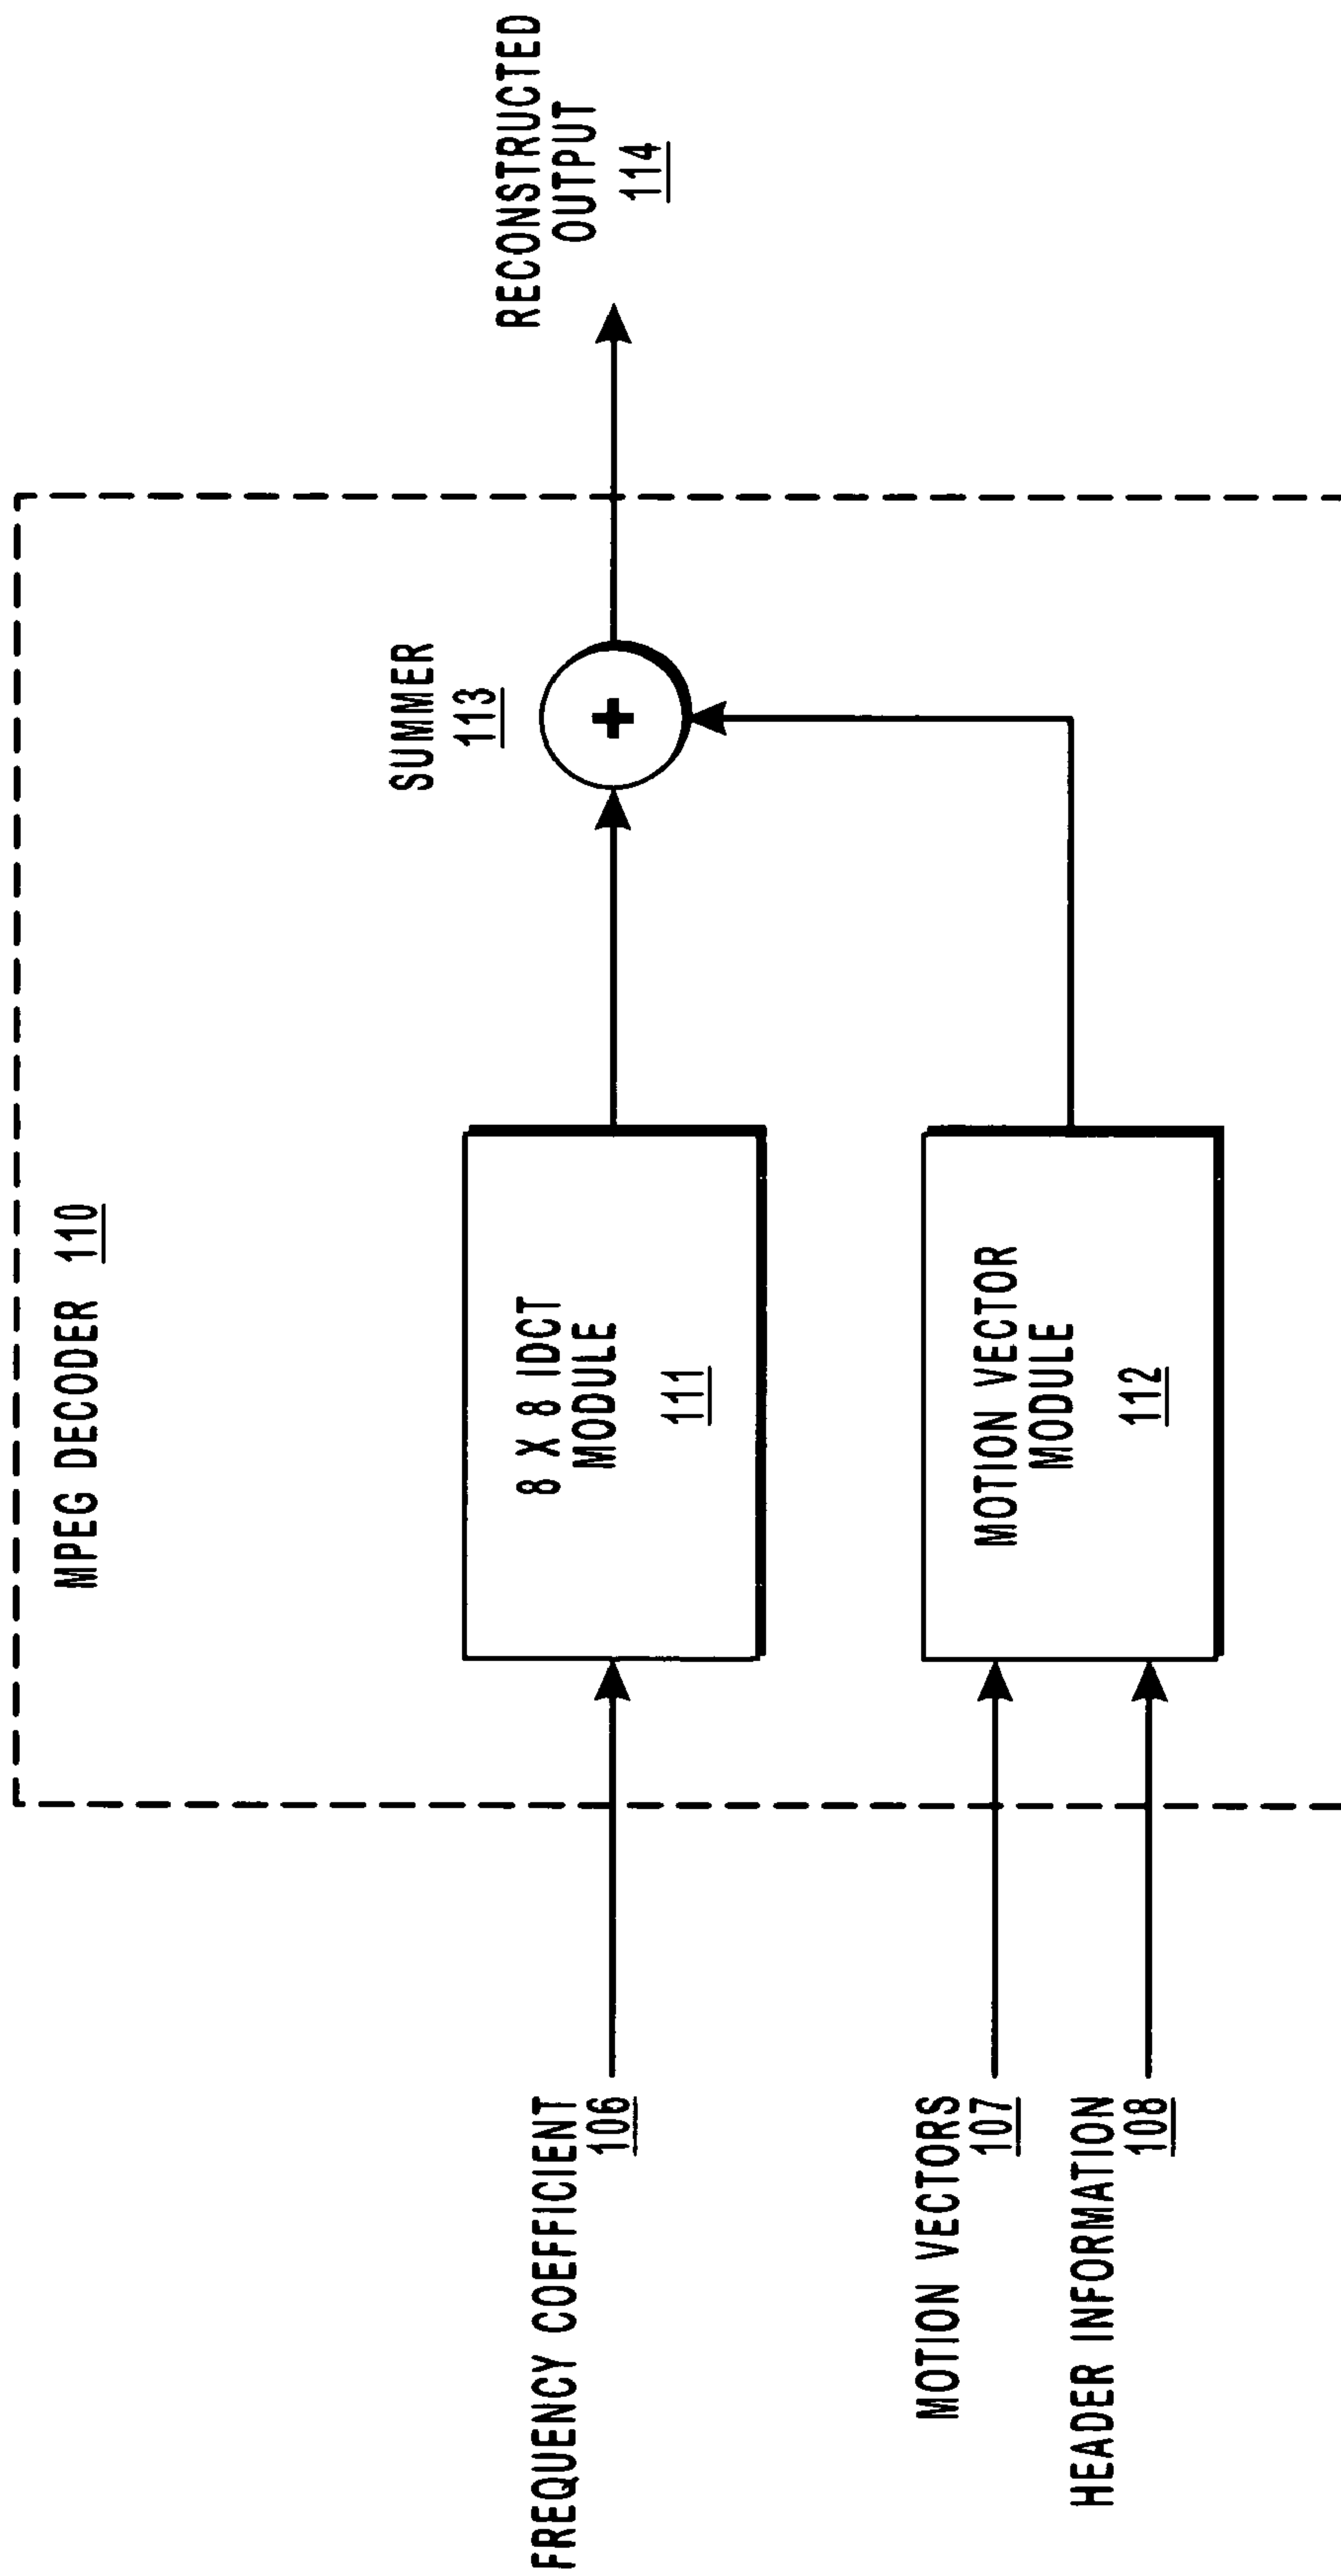 MPEG DECODER 110
SUMMER
113
RECONSTRUCTED
OUTPUT
114
FREQUENCY COEFFICIENT
106
8 X 8 IDCT
MODULE
111
MOTION VECTORS
107
HEADER INFORMATION
108
MOTION VECTOR
MODULE
112
+